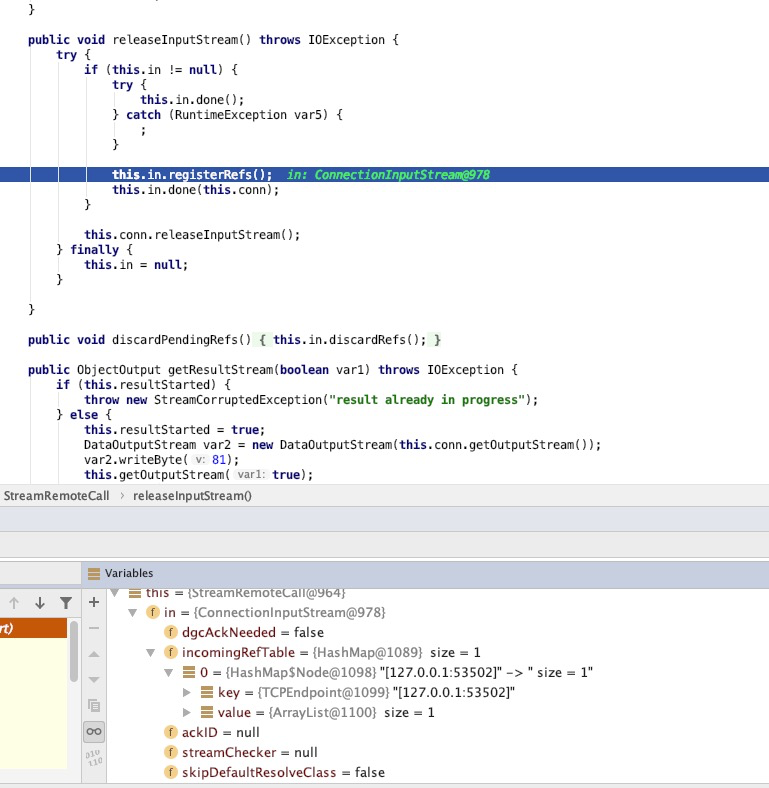 }
public void releaseInputStream() throws IOException {
try {
if (this.in != null) {
try {
this.in.done();
} catch (RuntimeException var5) {
;
}
this.in.registerRefs(); in: ConnectionInputStream@978
this.in.done(this.conn);
}
this.conn.releaseInputStream();
} finally {
this.in = null;
}
}
public void discardPendingRefs() { this.in.discardRefs(); }
public ObjectOutput getResultStream(boolean var1) throws IOException {
if (this.resultStarted) {
throw new StreamCorruptedException("result already in progress");
} else {
this.resultStarted = true;
DataOutputStream var2 = new DataOutputStream(this.conn.getOutputStream());
var2.writeByte( v: 81);
this.getOutputStream( var1: true);
StreamRemoteCall › releaseInputStream()
Variables
this = {StreamRemoteCall@964}
rt)
f in = {ConnectionInputStream@978}
f dgcAckNeeded = false
f incomingRefTable = {HashMap@1089} size = 1
0 = {HashMap$Node@1098} "[127.0.0.1:53502]" -> " size = 1"
key = {TCPEndpoint@1099} "[127.0.0.1:53502]"
value = {ArrayList@1100} size = 1
f ackID = null
f streamChecker = null
f skipDefaultResolveClass = false